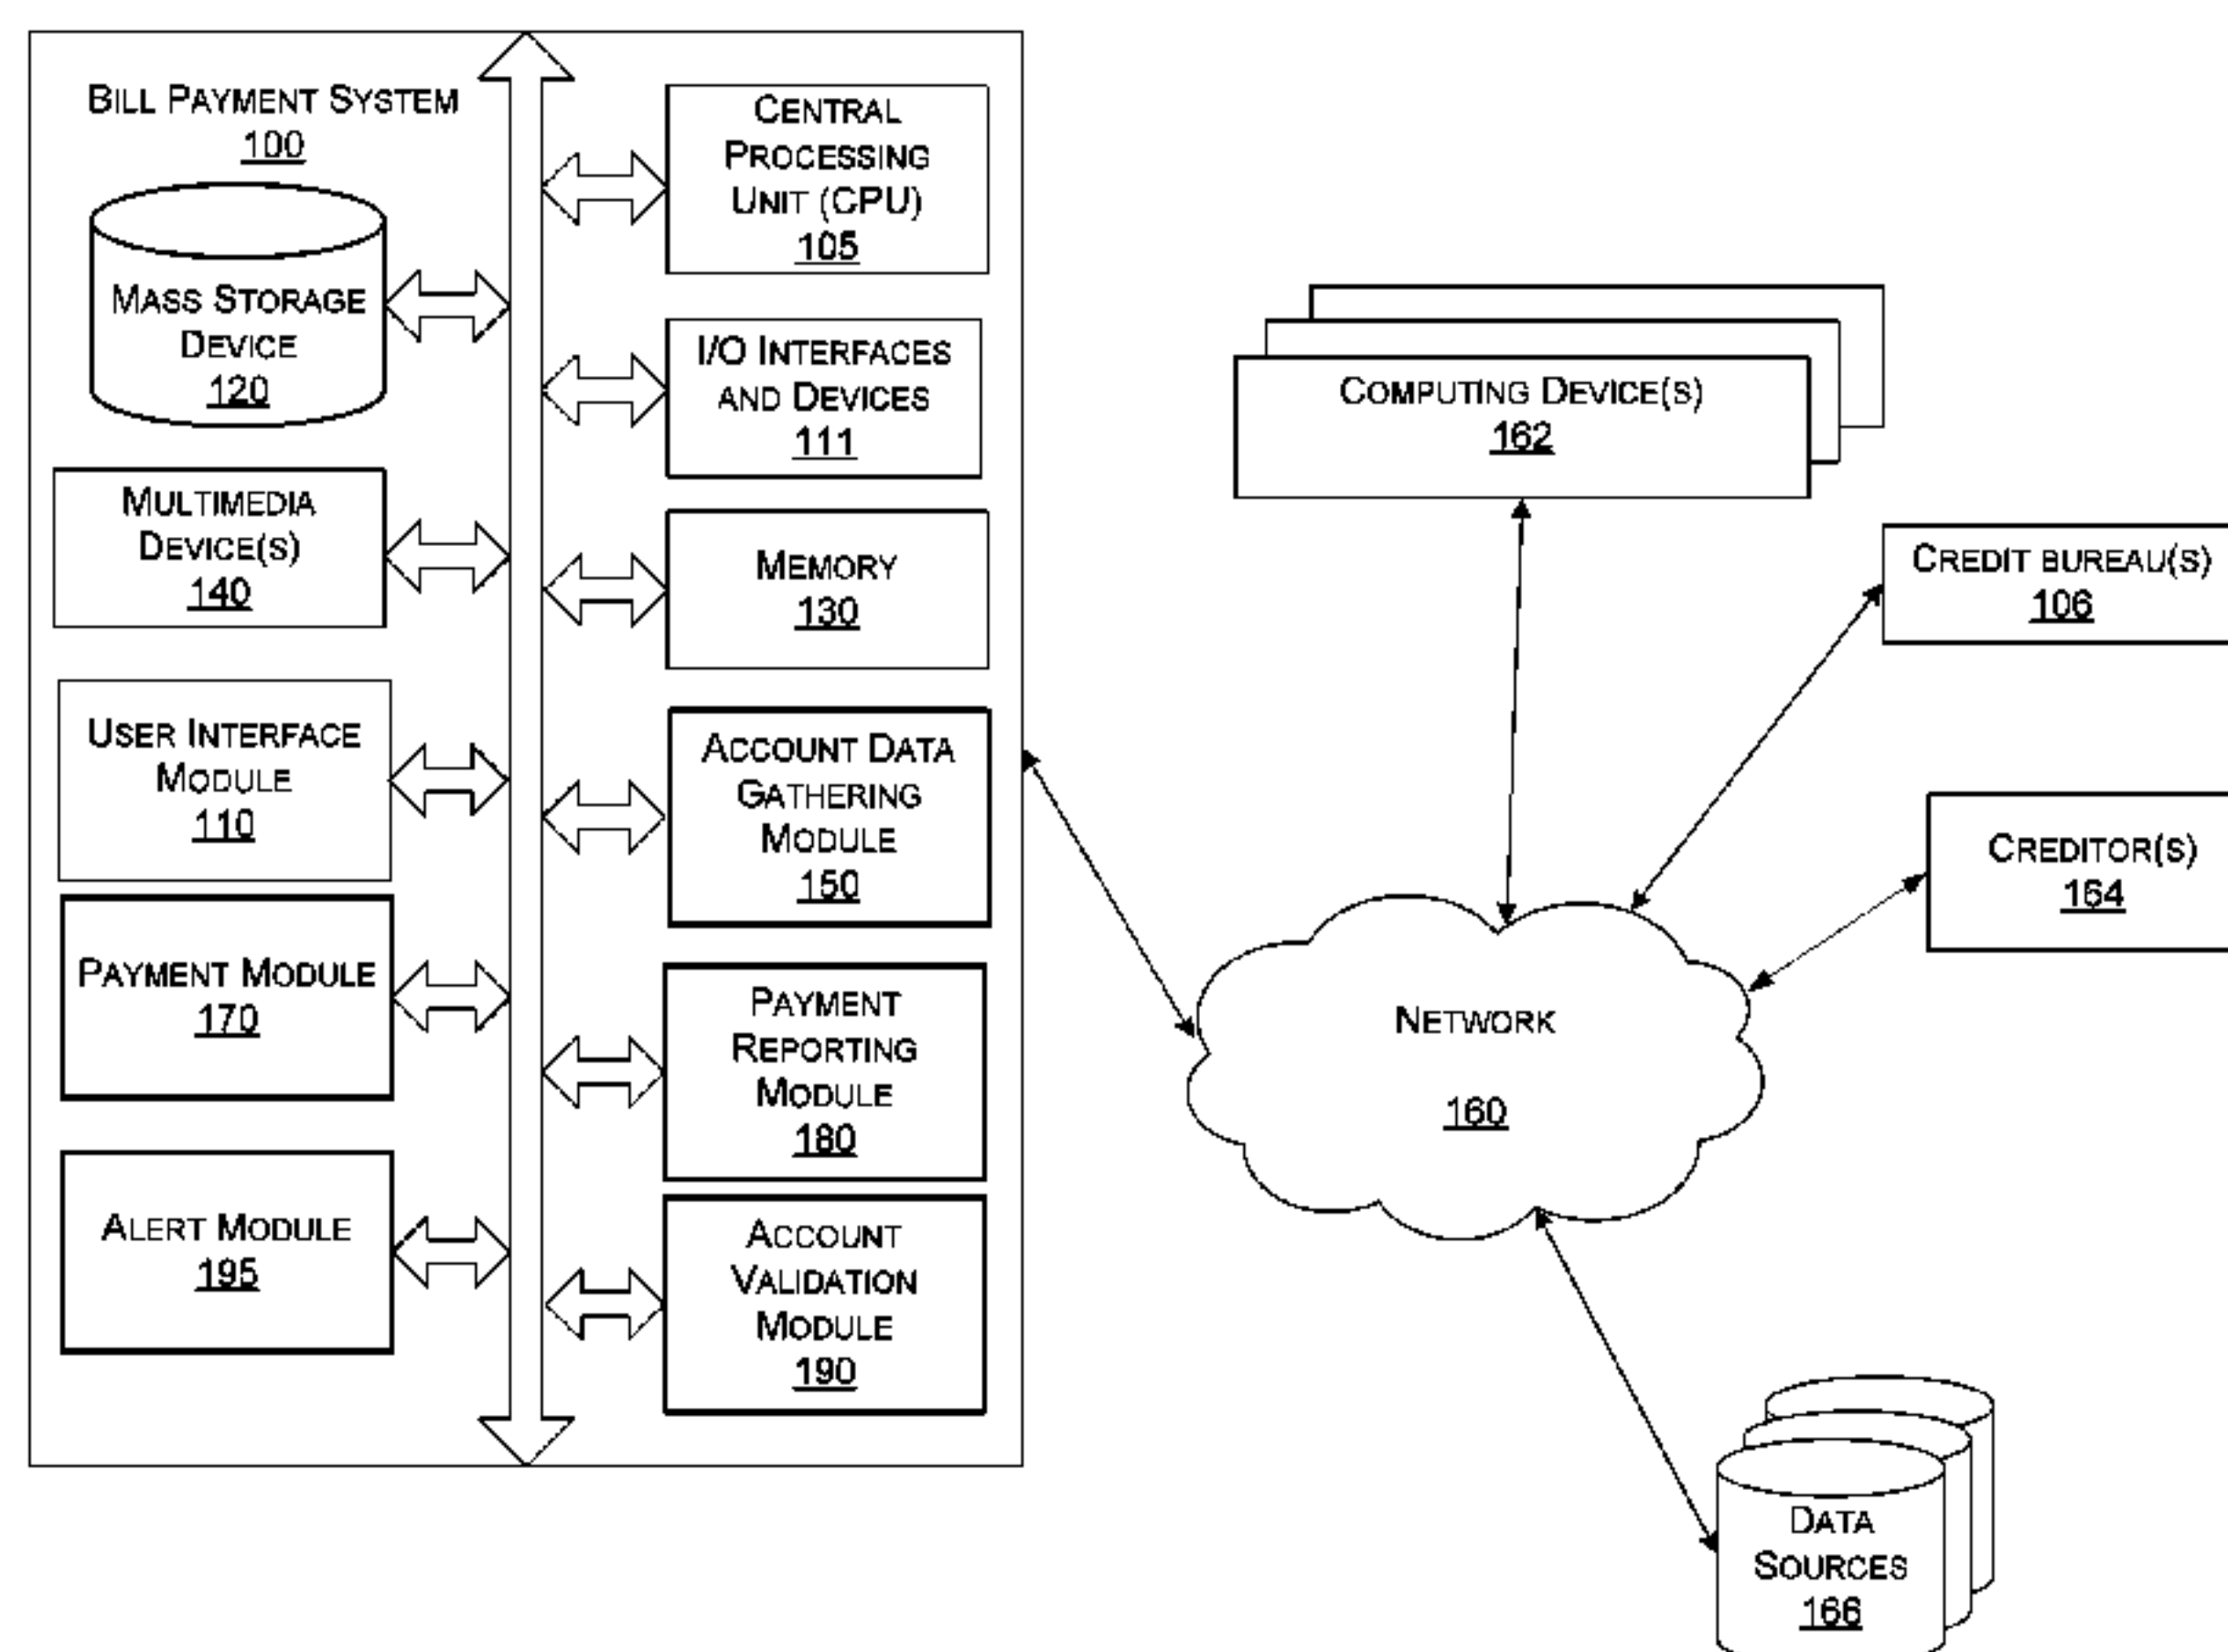 BILL PAYMENT SYSTEM
100
MASS STORAGE
DEVICE
120
MULTIMEDIA
DEVICE(S)
140
USER INTERFACE
MODULE
110
PAYMENT MODULE
170
ALERT MODULE
195
CENTRAL
PROCESSING
UNIT (CPU)
105
I/O INTERFACES
AND DEVICES
111
MEMORY
130
ACCOUNT DATA
GATHERING
MODULE
150
PAYMENT
REPORTING
MODULE
180
ACCOUNT
VALIDATION
MODULE
190
COMPUTING DEVICE(S)
162
CREDIT BUREAU(S)
106
CREDITOR(S)
164
NETWORK
160
DATA
SOURCES
166